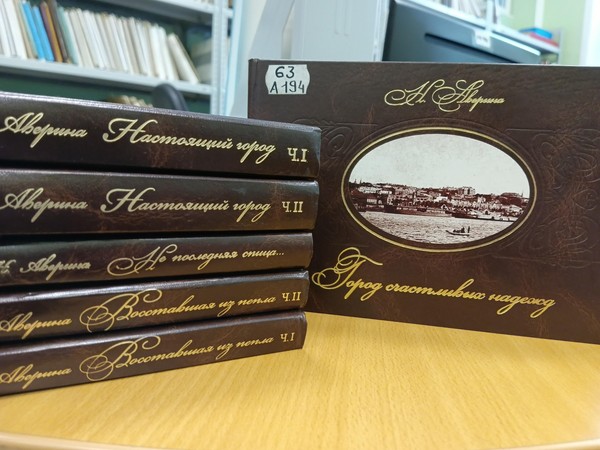 Аверина Настоящий город Ч.I
Аверина Настоящий город Ч.II
Н. Аверина Не последняя спица...
Аверина Восставшая из пепла Ч.II
Аверина Восставшая из пепла Ч.I
63
А194
Н. Аверина
Город счастливых надежд